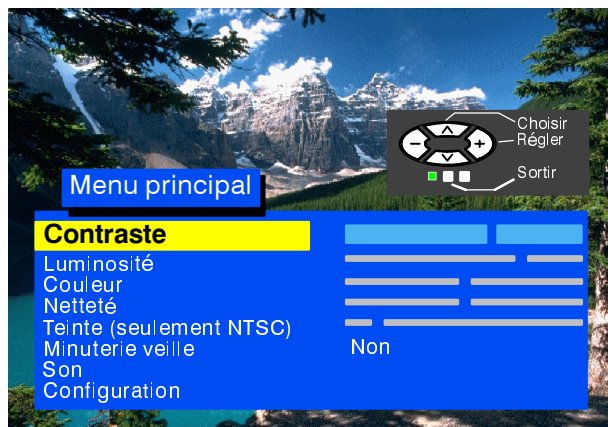 Choisir
Régler
Sortir
Menu principal
Contraste
Luminosité
Couleur
Netteté
Teinte (seulement NTSC)
Minuterie veille Non
Son
Configuration